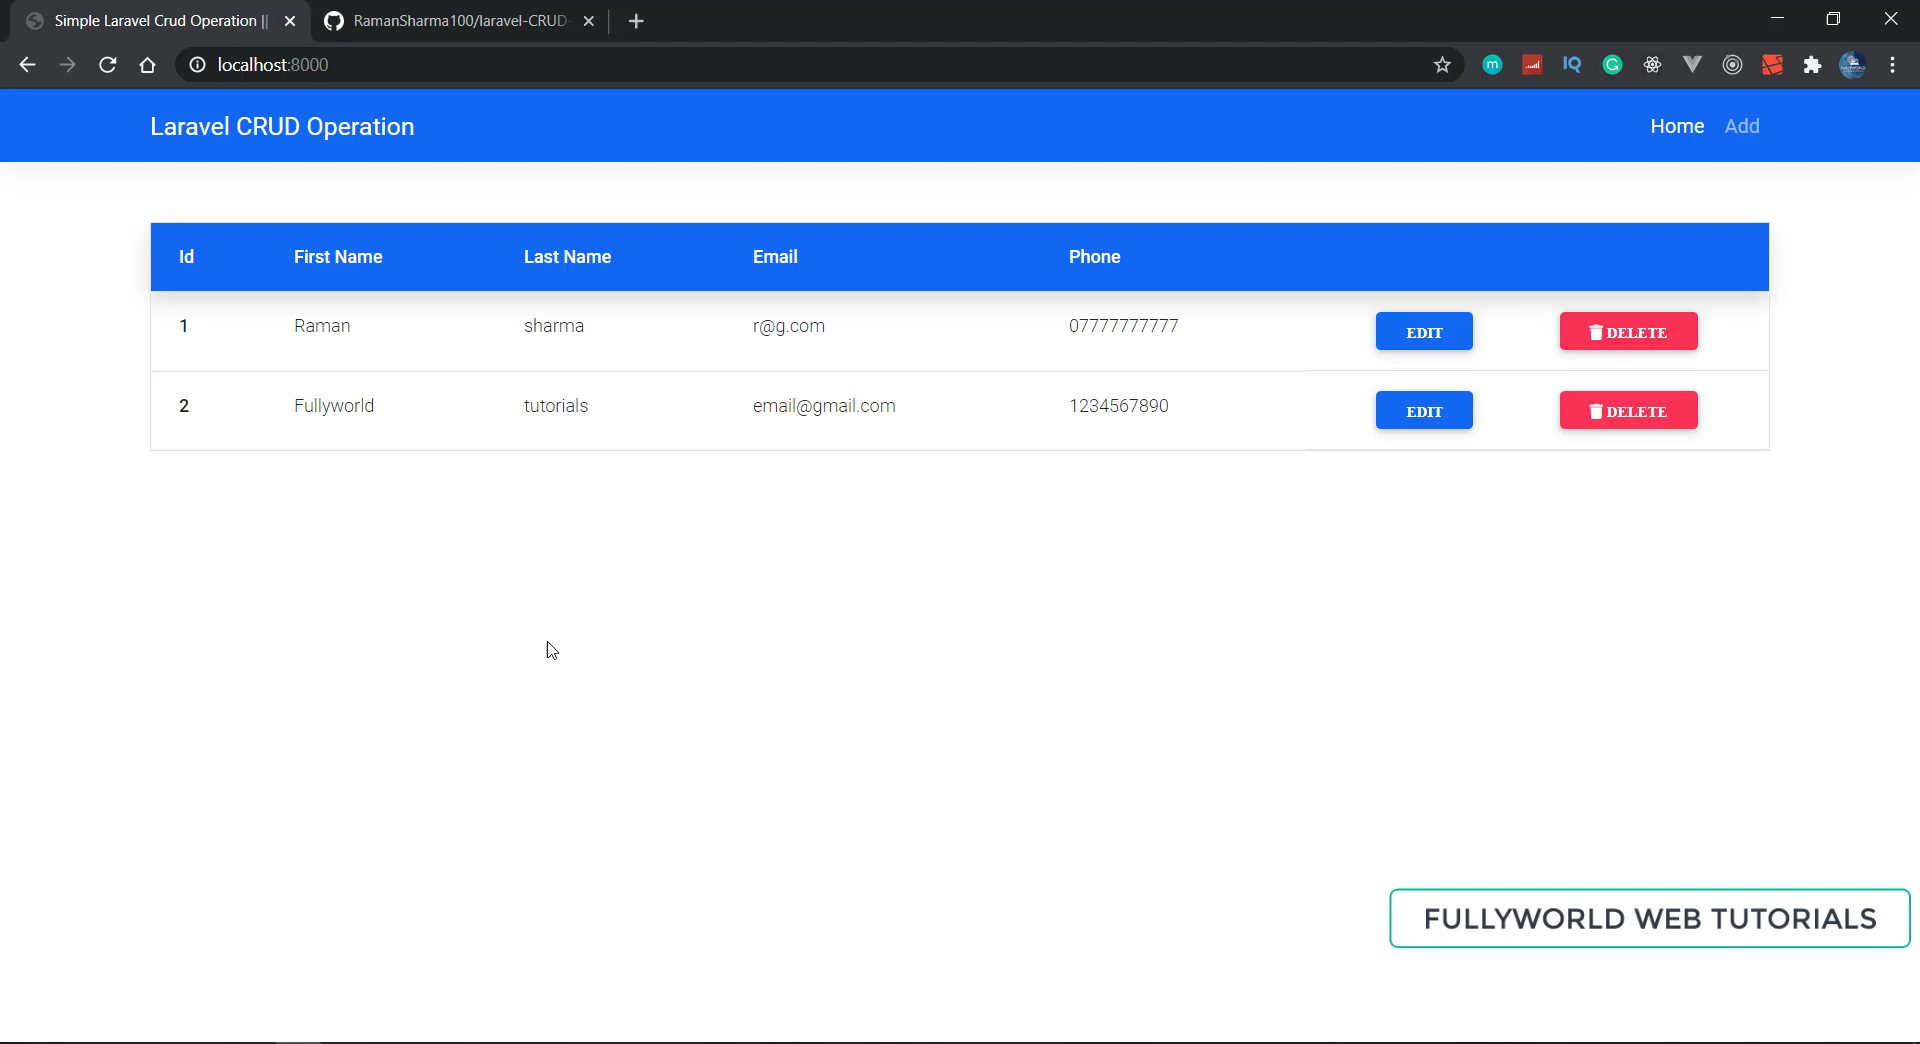 Simple Laravel Crud Operation ||
RamanSharma100/laravel-CRUD-
localhost:8000
Laravel CRUD Operation
Home Add
Id First Name Last Name Email Phone
1 Raman sharma r@g.com 07777777777 EDIT DELETE
2 Fullyworld tutorials email@gmail.com 1234567890 EDIT DELETE
FULLYWORLD WEB TUTORIALS